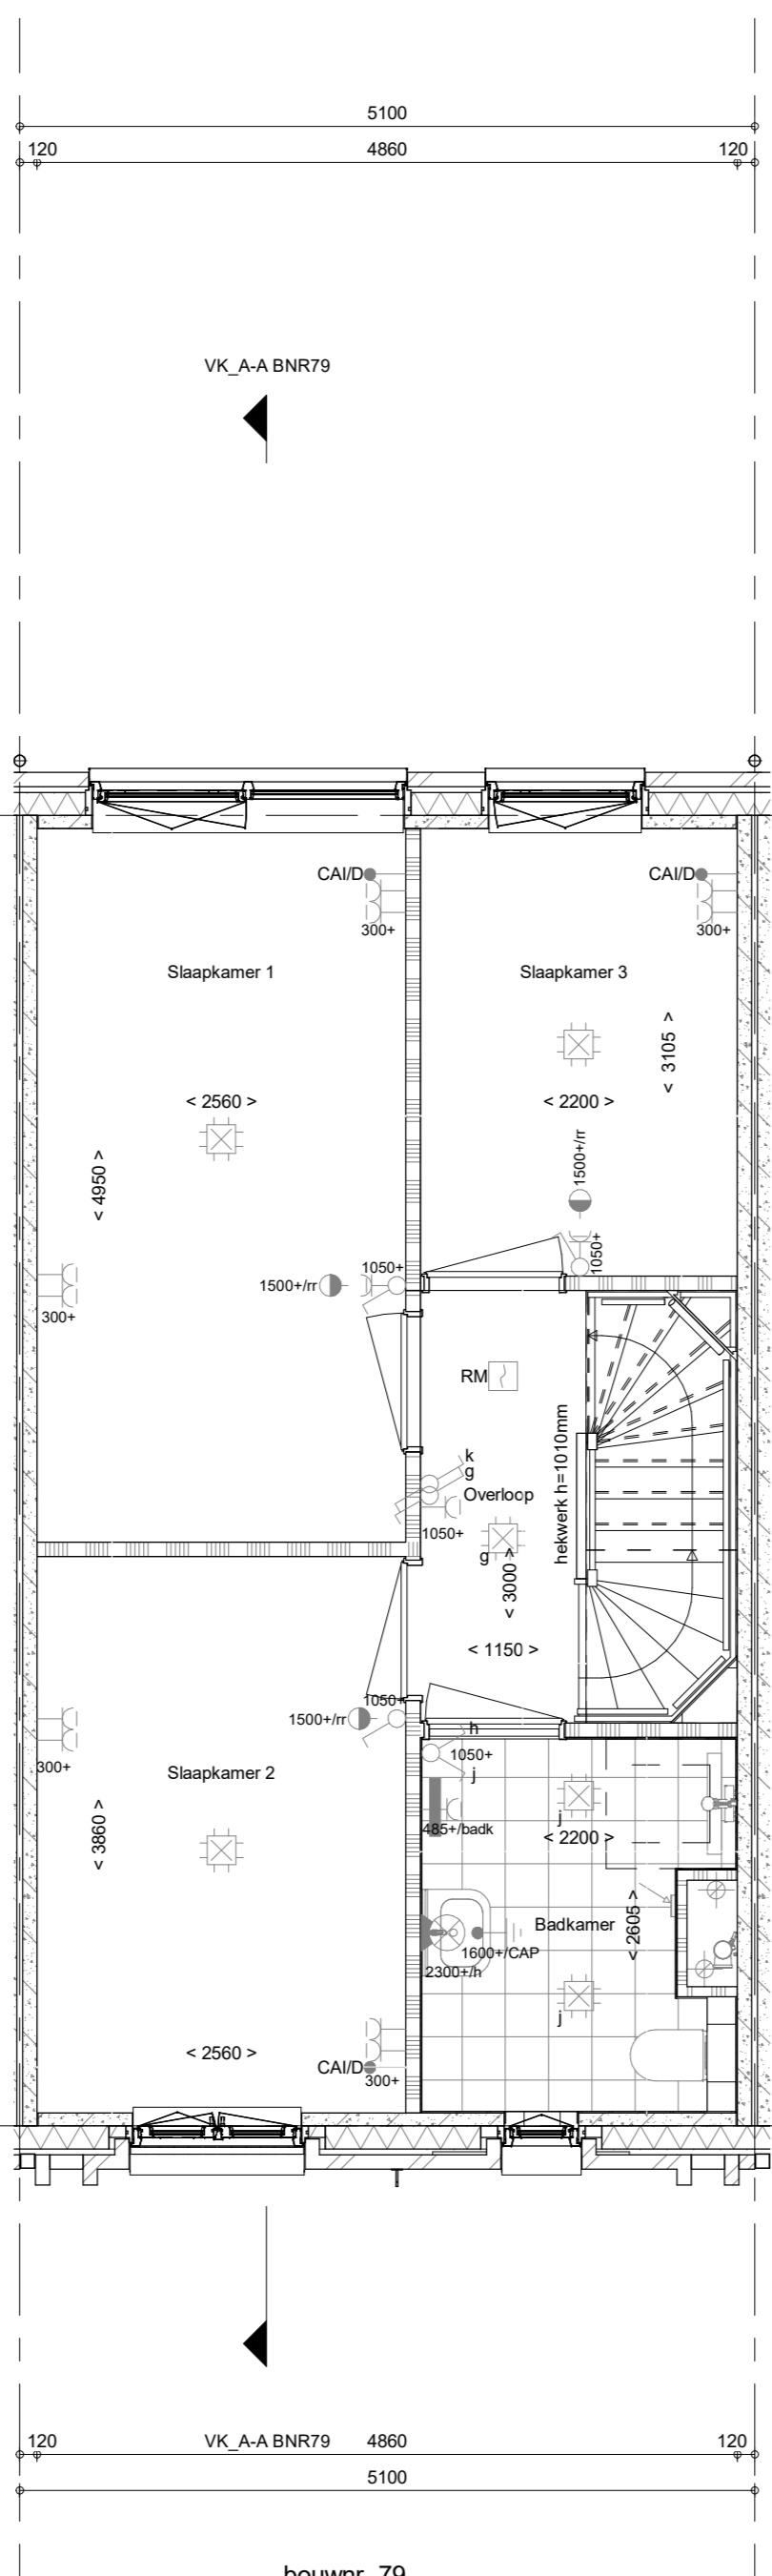 5100
120 4860 120
VK_A-A BNR79
CAI/D CAI/D
300+ 300+
Slaapkamer 1 Slaapkamer 3
< 3105 >
< 2560 > < 2200 >
1500+/rr
< 4950 >
1050+
1050+
1500+/rr
300+
RM
hekwerk h=1010mm
k
g
Overloop
1050+
g
< 3000 >
< 1150 >
1050+
1500+/rr
h
1050+
300+
j
Slaapkamer 2
j
485+/badk
< 2200 >
< 3860 >
< 2605 >
Badkamer
1600+/CAP
2300+/h
j
< 2560 >
CAI/D
300+
120 VK_A-A BNR79 4860 120
5100
bouwnr. 79